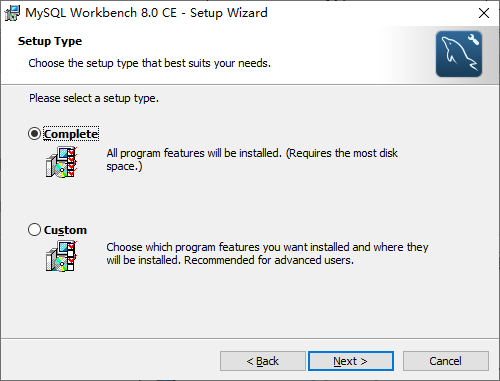 MySQL Workbench 8.0 CE - Setup Wizard
Setup Type
Choose the setup type that best suits your needs.
Please select a setup type.
Complete
All program features will be installed. (Requires the most disk
space.)
Custom
Choose which program features you want installed and where they
will be installed. Recommended for advanced users.
< Back
Next >
Cancel